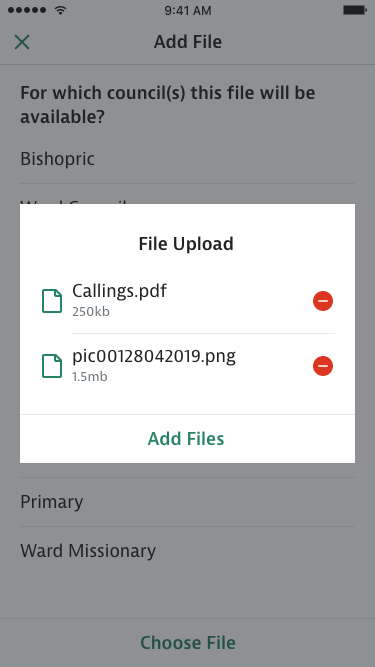 9:41 AM
Add File
For which council(s) this file will be
available?
Bishopric
Ward Council
File Upload
Callings.pdf
250kb
pic00128042019.png
1.5mb
Add Files
Primary
Ward Missionary
Choose File